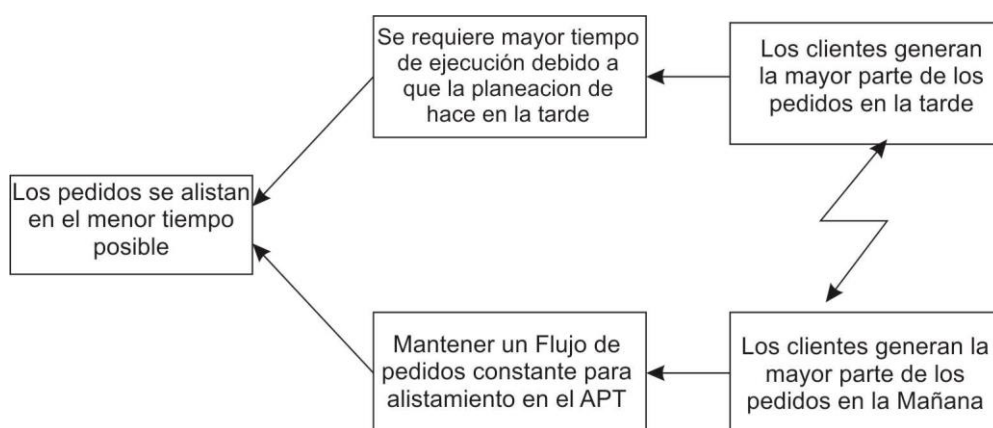 Se requiere mayor tiempo
de ejecución debido a
que la planeacion de
hace en la tarde
Los clientes generan
la mayor parte de los
pedidos en la tarde
Los pedidos se alistan
en el menor tiempo
posible
Mantener un Flujo de
pedidos constante para
alistamiento en el APT
Los clientes generan la
mayor parte de los
pedidos en la Mañana